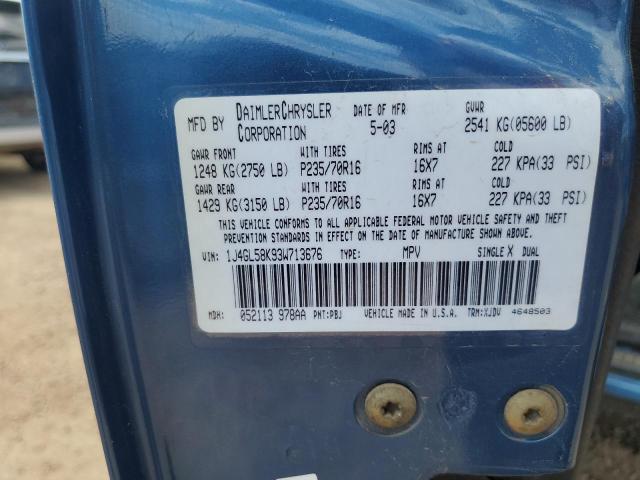 MFD BY DAIMLERCHRYSLER CORPORATION DATE OF MFR 5-03 GVWR 2541 KG(05600 LB)
GAWR FRONT WITH TIRES RIMS AT COLD
1248 KG(2750 LB) P235/70R16 16X7 227 KPA(33 PSI)
GAWR REAR WITH TIRES RIMS AT COLD
1429 KG(3150 LB) P235/70R16 16X7 227 KPA(33 PSI)
THIS VEHICLE CONFORMS TO ALL APPLICABLE FEDERAL MOTOR VEHICLE SAFETY AND THEFT
PREVENTION STANDARDS IN EFFECT ON THE DATE OF MANUFACTURE SHOWN ABOVE.
VIN: 1J4GL58K93W713676 TYPE: MPV SINGLE X DUAL
MDH: 052113 978AA PNT:PBJ VEHICLE MADE IN U.S.A. TRM:XJDV 4648503